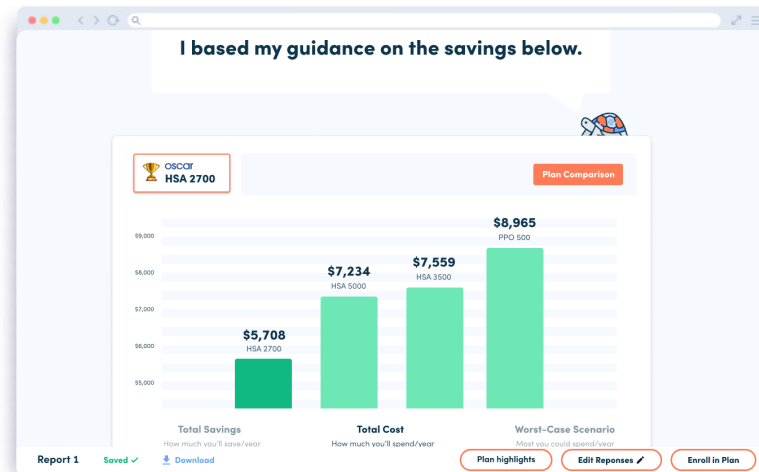 I based my guidance on the savings below.
oscar
HSA 2700
Plan Comparison
$8,965
PPO 500
$9,000
$7,559
HSA 3500
$7,234
HSA 5000
$8,000
$7,000
$5,708
HSA 2700
$6,000
$5,000
Total Savings
How much you'll save/year
Total Cost
How much you'll spend/year
Worst-Case Scenario
Most you could spend/year
Report 1
Saved ✓
Download
Plan highlights
Edit Reponses
Enroll in Plan